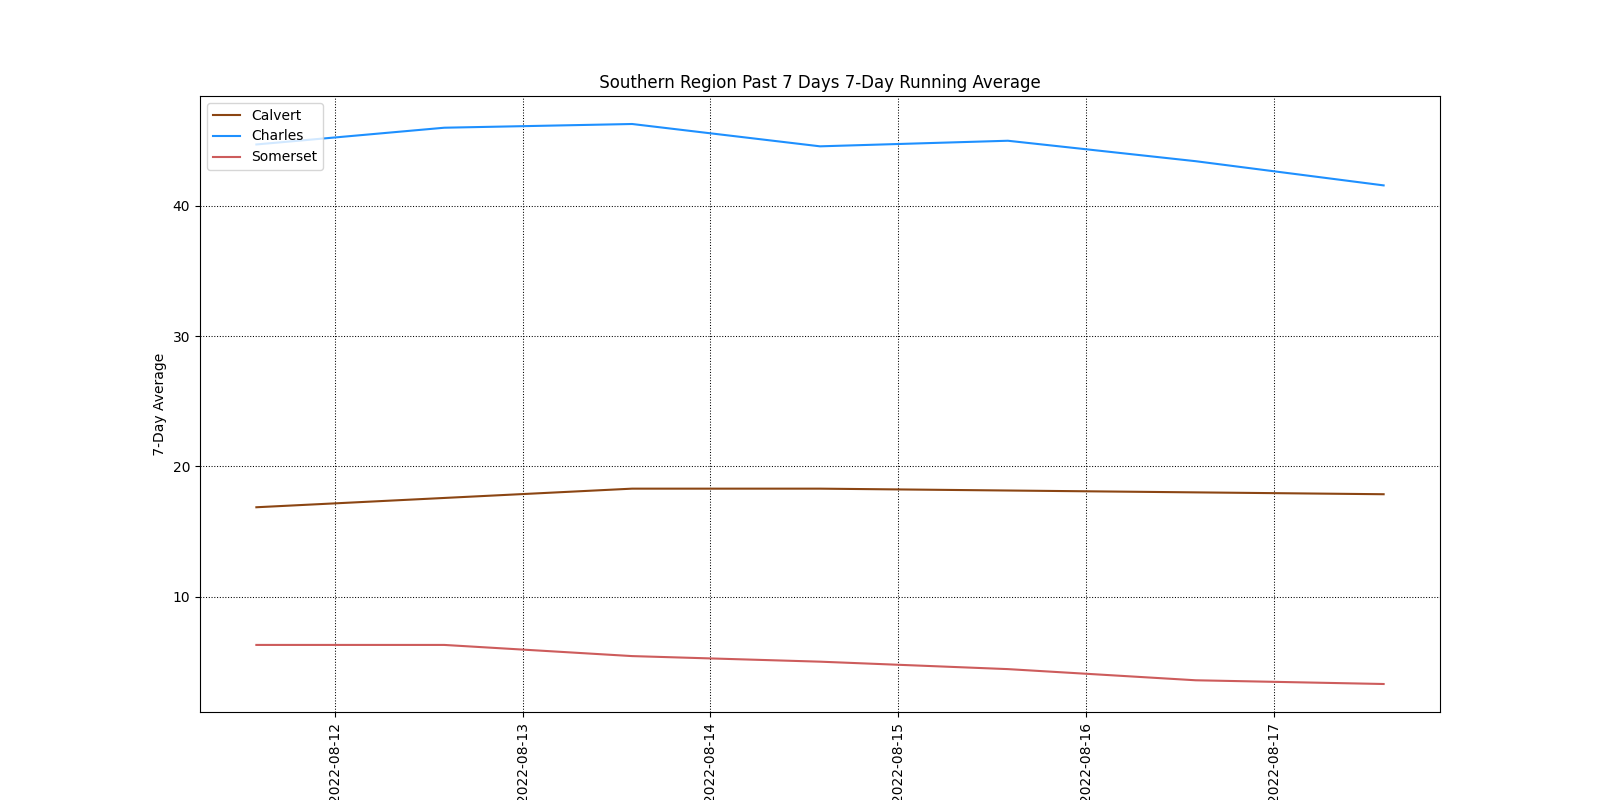 Southern Region Past 7 Days 7-Day Running Average
Calvert
Charles
Somerset
7-Day Average
40
30
20
10
2022-08-12
2022-08-13
2022-08-14
2022-08-15
2022-08-16
2022-08-17